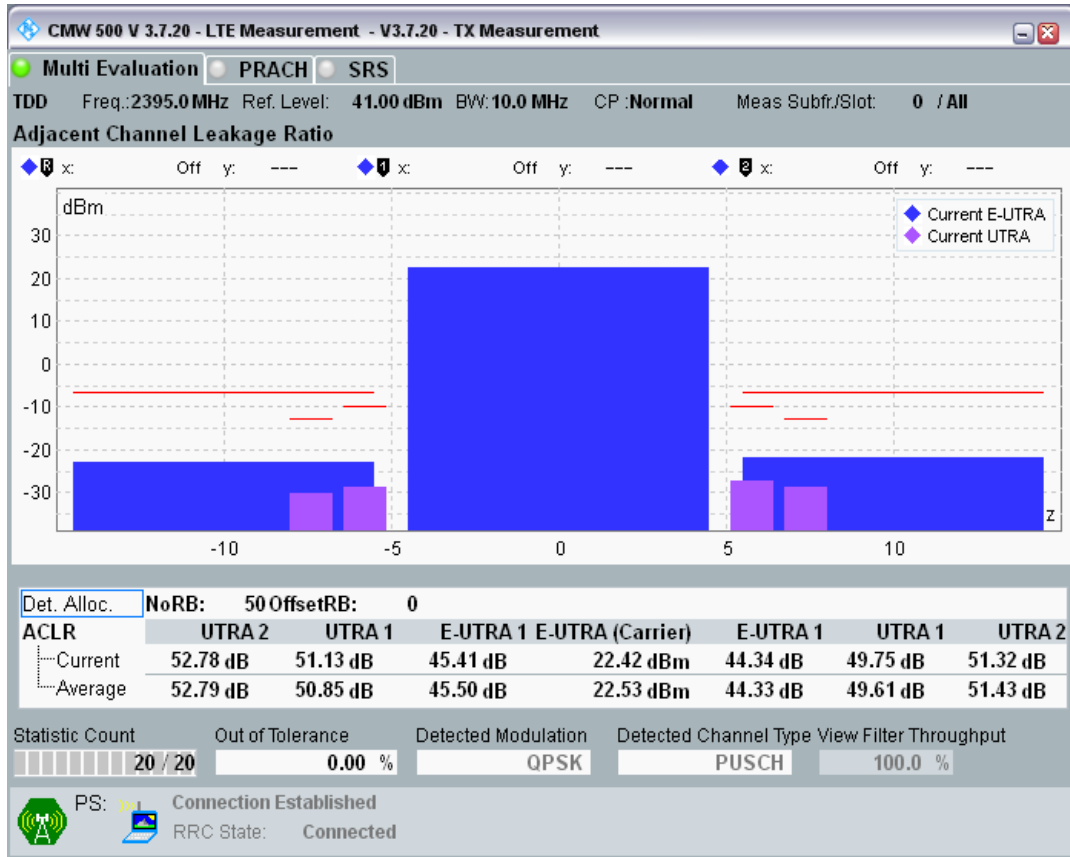 CMW 500 V 3.7.20 - LTE Measurement - V3.7.20 - TX Measurement
Multi Evaluation PRACH SRS
TDD Freq.:2395.0 MHz Ref. Level: 41.00 dBm BW: 10.0 MHz CP :Normal Meas Subfr./Slot: 0 / All
Adjacent Channel Leakage Ratio
R x: Off y: --- 1 x: Off y: --- 2 x: Off y: ---
dBm
Current E-UTRA
Current UTRA
30
20
10
0
-10
-20
-30
z
-10 -5 0 5 10
Det. Alloc. NoRB: 50 OffsetRB: 0
ACLR UTRA 2 UTRA 1 E-UTRA 1 E-UTRA (Carrier) E-UTRA 1 UTRA 1 UTRA 2
Current 52.78 dB 51.13 dB 45.41 dB 22.42 dBm 44.34 dB 49.75 dB 51.32 dB
Average 52.79 dB 50.85 dB 45.50 dB 22.53 dBm 44.33 dB 49.61 dB 51.43 dB
Statistic Count Out of Tolerance Detected Modulation Detected Channel Type View Filter Throughput
20 / 20 0.00 % QPSK PUSCH 100.0 %
PS: Connection Established
RRC State: Connected